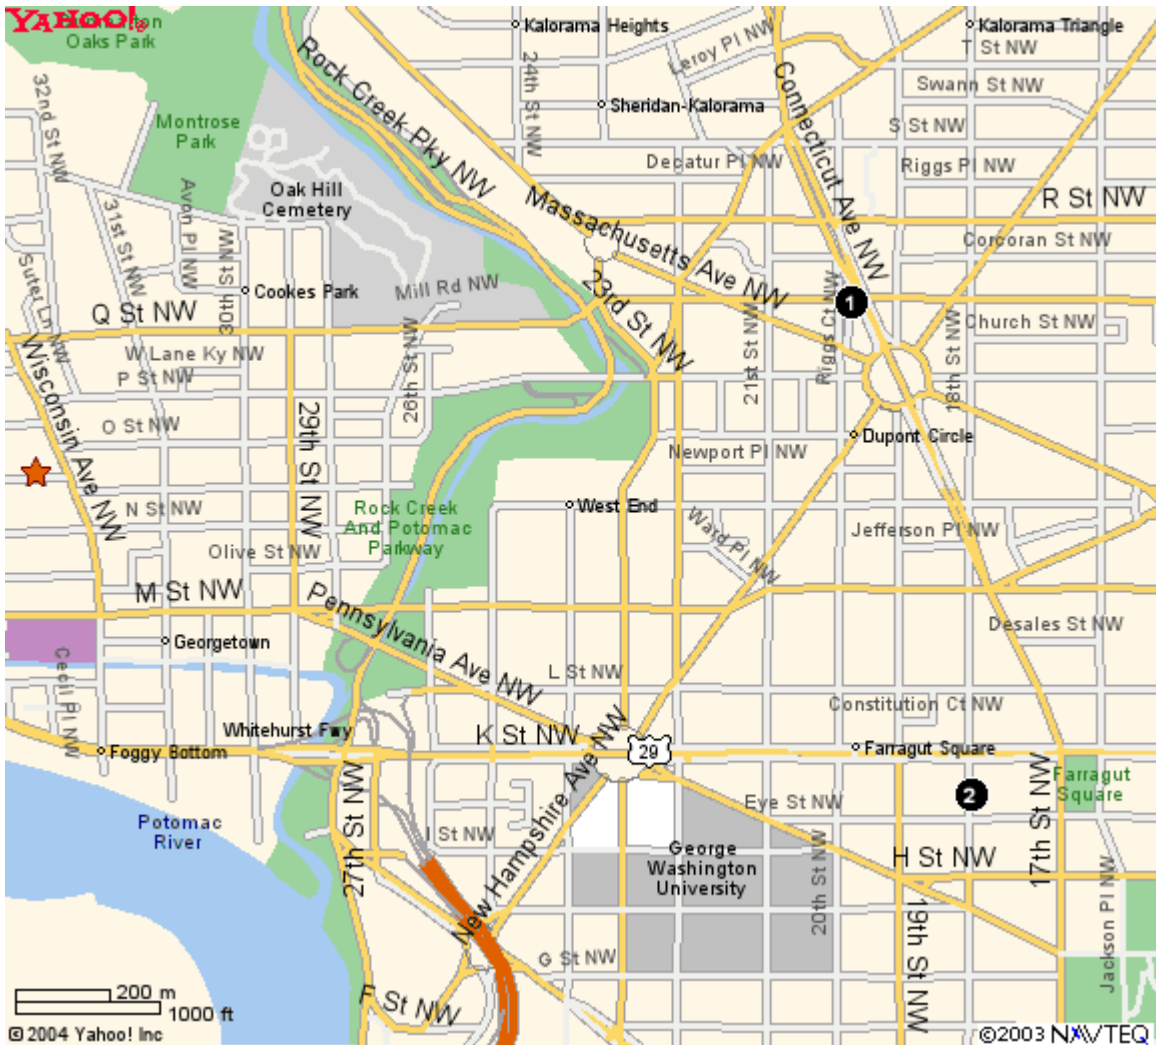 YAHOO!
Oaks Park
Kalorama Heights
Kalorama Triangle
T St NW
Leroy Pl NW
Swann St NW
32nd St NW
Rock Creek Pky NW
24th St NW
Connecticut Ave NW
Sheridan-Kalorama
Montrose
Park
S St NW
Decatur Pl NW
Riggs Pl NW
Oak Hill
Cemetery
Avon Pl NW
31st St NW
Massachusetts Ave NW
R St NW
Corcoran St NW
Suter Ln NW
30th St NW
Cookes Park
Mill Rd NW
23rd St NW
Riggs Ct NW
1
Q St NW
Church St NW
W Lane Ky NW
P St NW
26th St NW
21st St NW
18th St NW
Wisconsin Ave NW
29th St NW
O St NW
Dupont Circle
Newport Pl NW
N St NW
Rock Creek
And Potomac
Parkway
West End
Ward Pl NW
Jefferson Pl NW
Olive St NW
M St NW
Pennsylvania Ave NW
Desales St NW
Georgetown
Cecil Pl NW
L St NW
Constitution Ct NW
Whitehurst Fwy
K St NW
29
Foggy Bottom
Farragut Square
Farragut
Square
New Hampshire Ave NW
27th St NW
17th St NW
Eye St NW
2
Potomac
River
I St NW
George
Washington
University
H St NW
20th St NW
19th St NW
Jackson Pl NW
G St NW
F St NW
200 m
1000 ft
© 2004 Yahoo! Inc
©2003 NAVTEQ